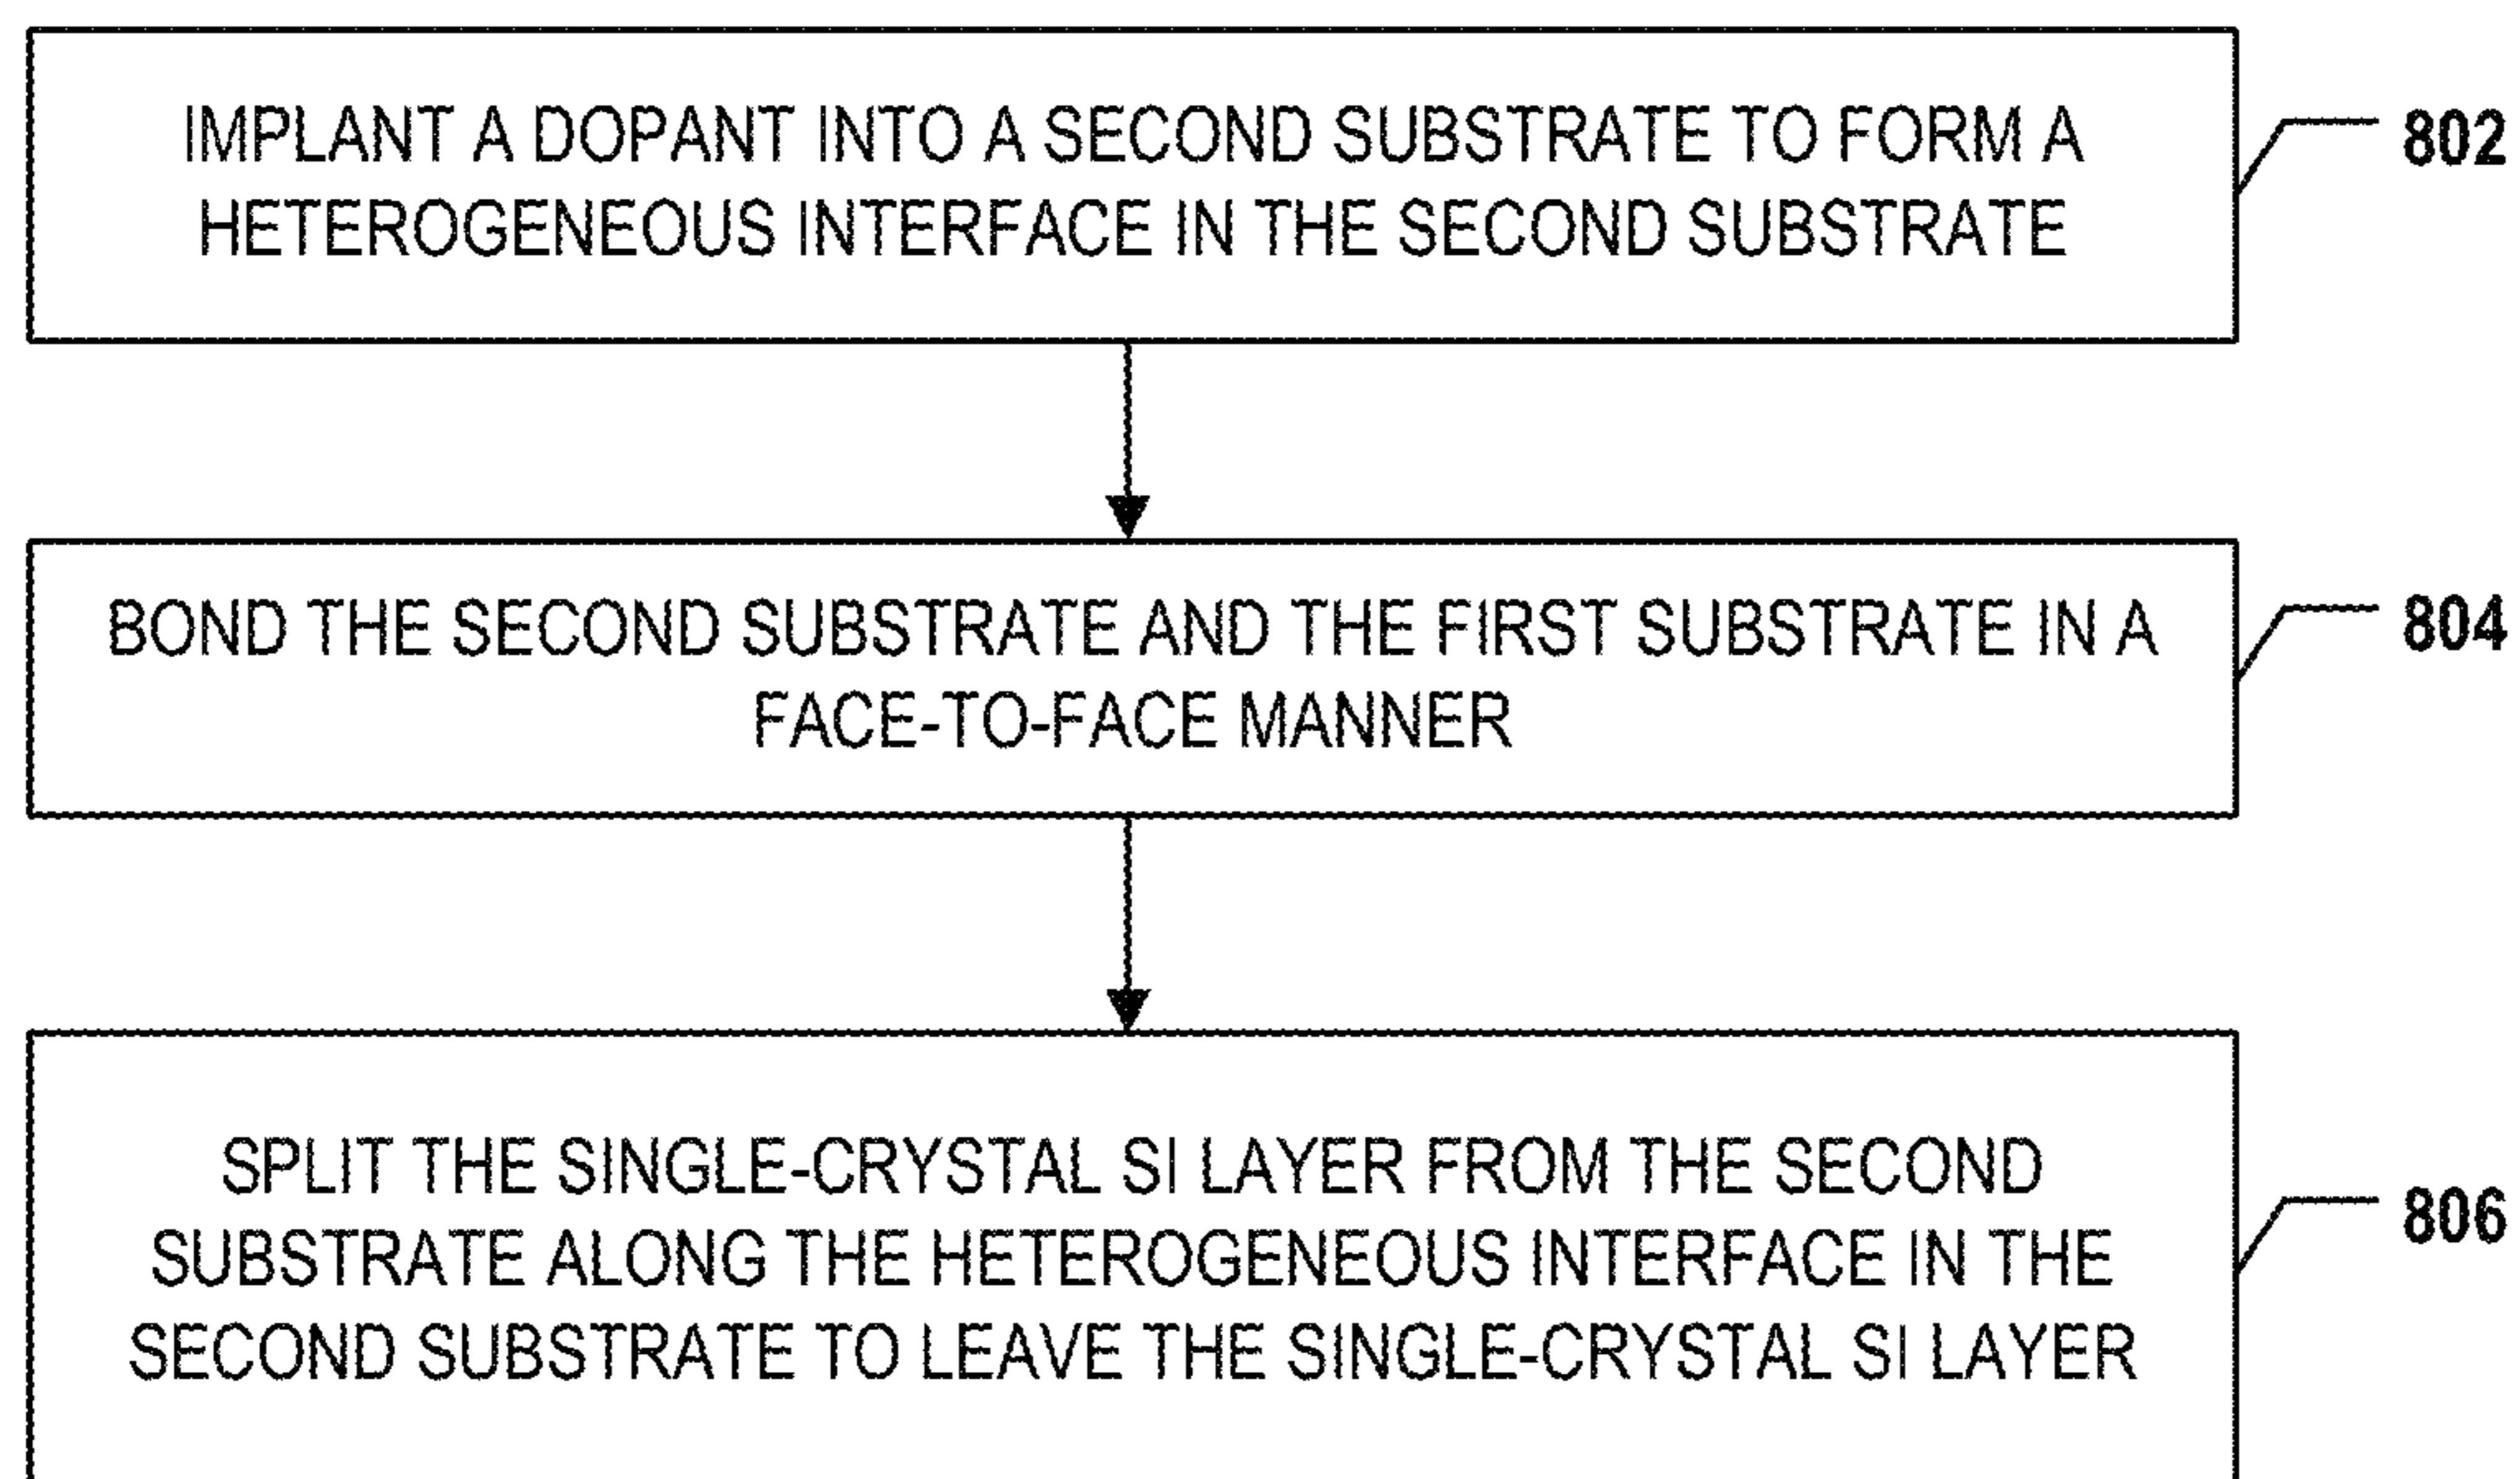 IMPLANT A DOPANT INTO A SECOND SUBSTRATE TO FORM A
HETEROGENEOUS INTERFACE IN THE SECOND SUBSTRATE
802
BOND THE SECOND SUBSTRATE AND THE FIRST SUBSTRATE IN A
FACE-TO-FACE MANNER
804
SPLIT THE SINGLE-CRYSTAL SI LAYER FROM THE SECOND
SUBSTRATE ALONG THE HETEROGENEOUS INTERFACE IN THE
SECOND SUBSTRATE TO LEAVE THE SINGLE-CRYSTAL SI LAYER
806